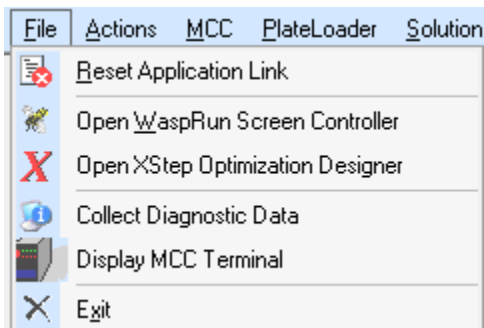 File Actions MCC PlateLoader Solution
Reset Application Link
Open WaspRun Screen Controller
Open XStep Optimization Designer
Collect Diagnostic Data
Display MCC Terminal
Exit